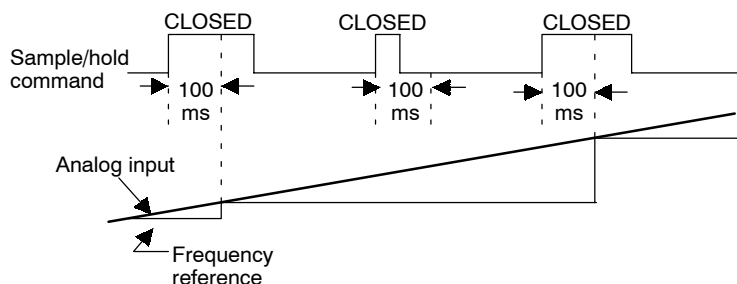 CLOSED CLOSED CLOSED
Sample/hold
command
100 100 100
ms ms ms
Analog input
Frequency
reference